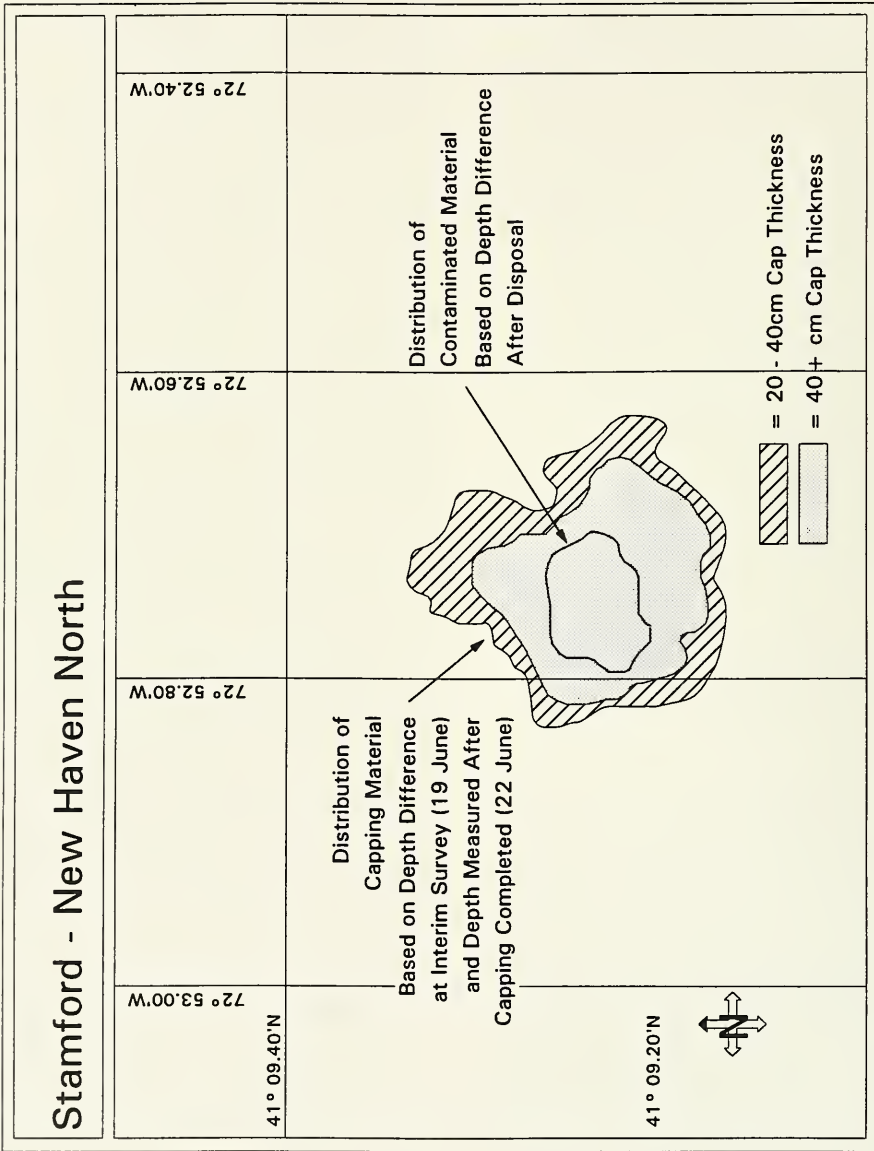 Stamford - New Haven North
72° 53.00'W
72° 52.80'W
72° 52.60'W
72° 52.40'W
41° 09.40'N
41° 09.20'N
Distribution of
Capping Material
Based on Depth Difference
at Interim Survey (19 June)
and Depth Measured After
Capping Completed (22 June)
Distribution of
Contaminated Material
Based on Depth Difference
After Disposal
= 20 - 40cm Cap Thickness
= 40+ cm Cap Thickness
N